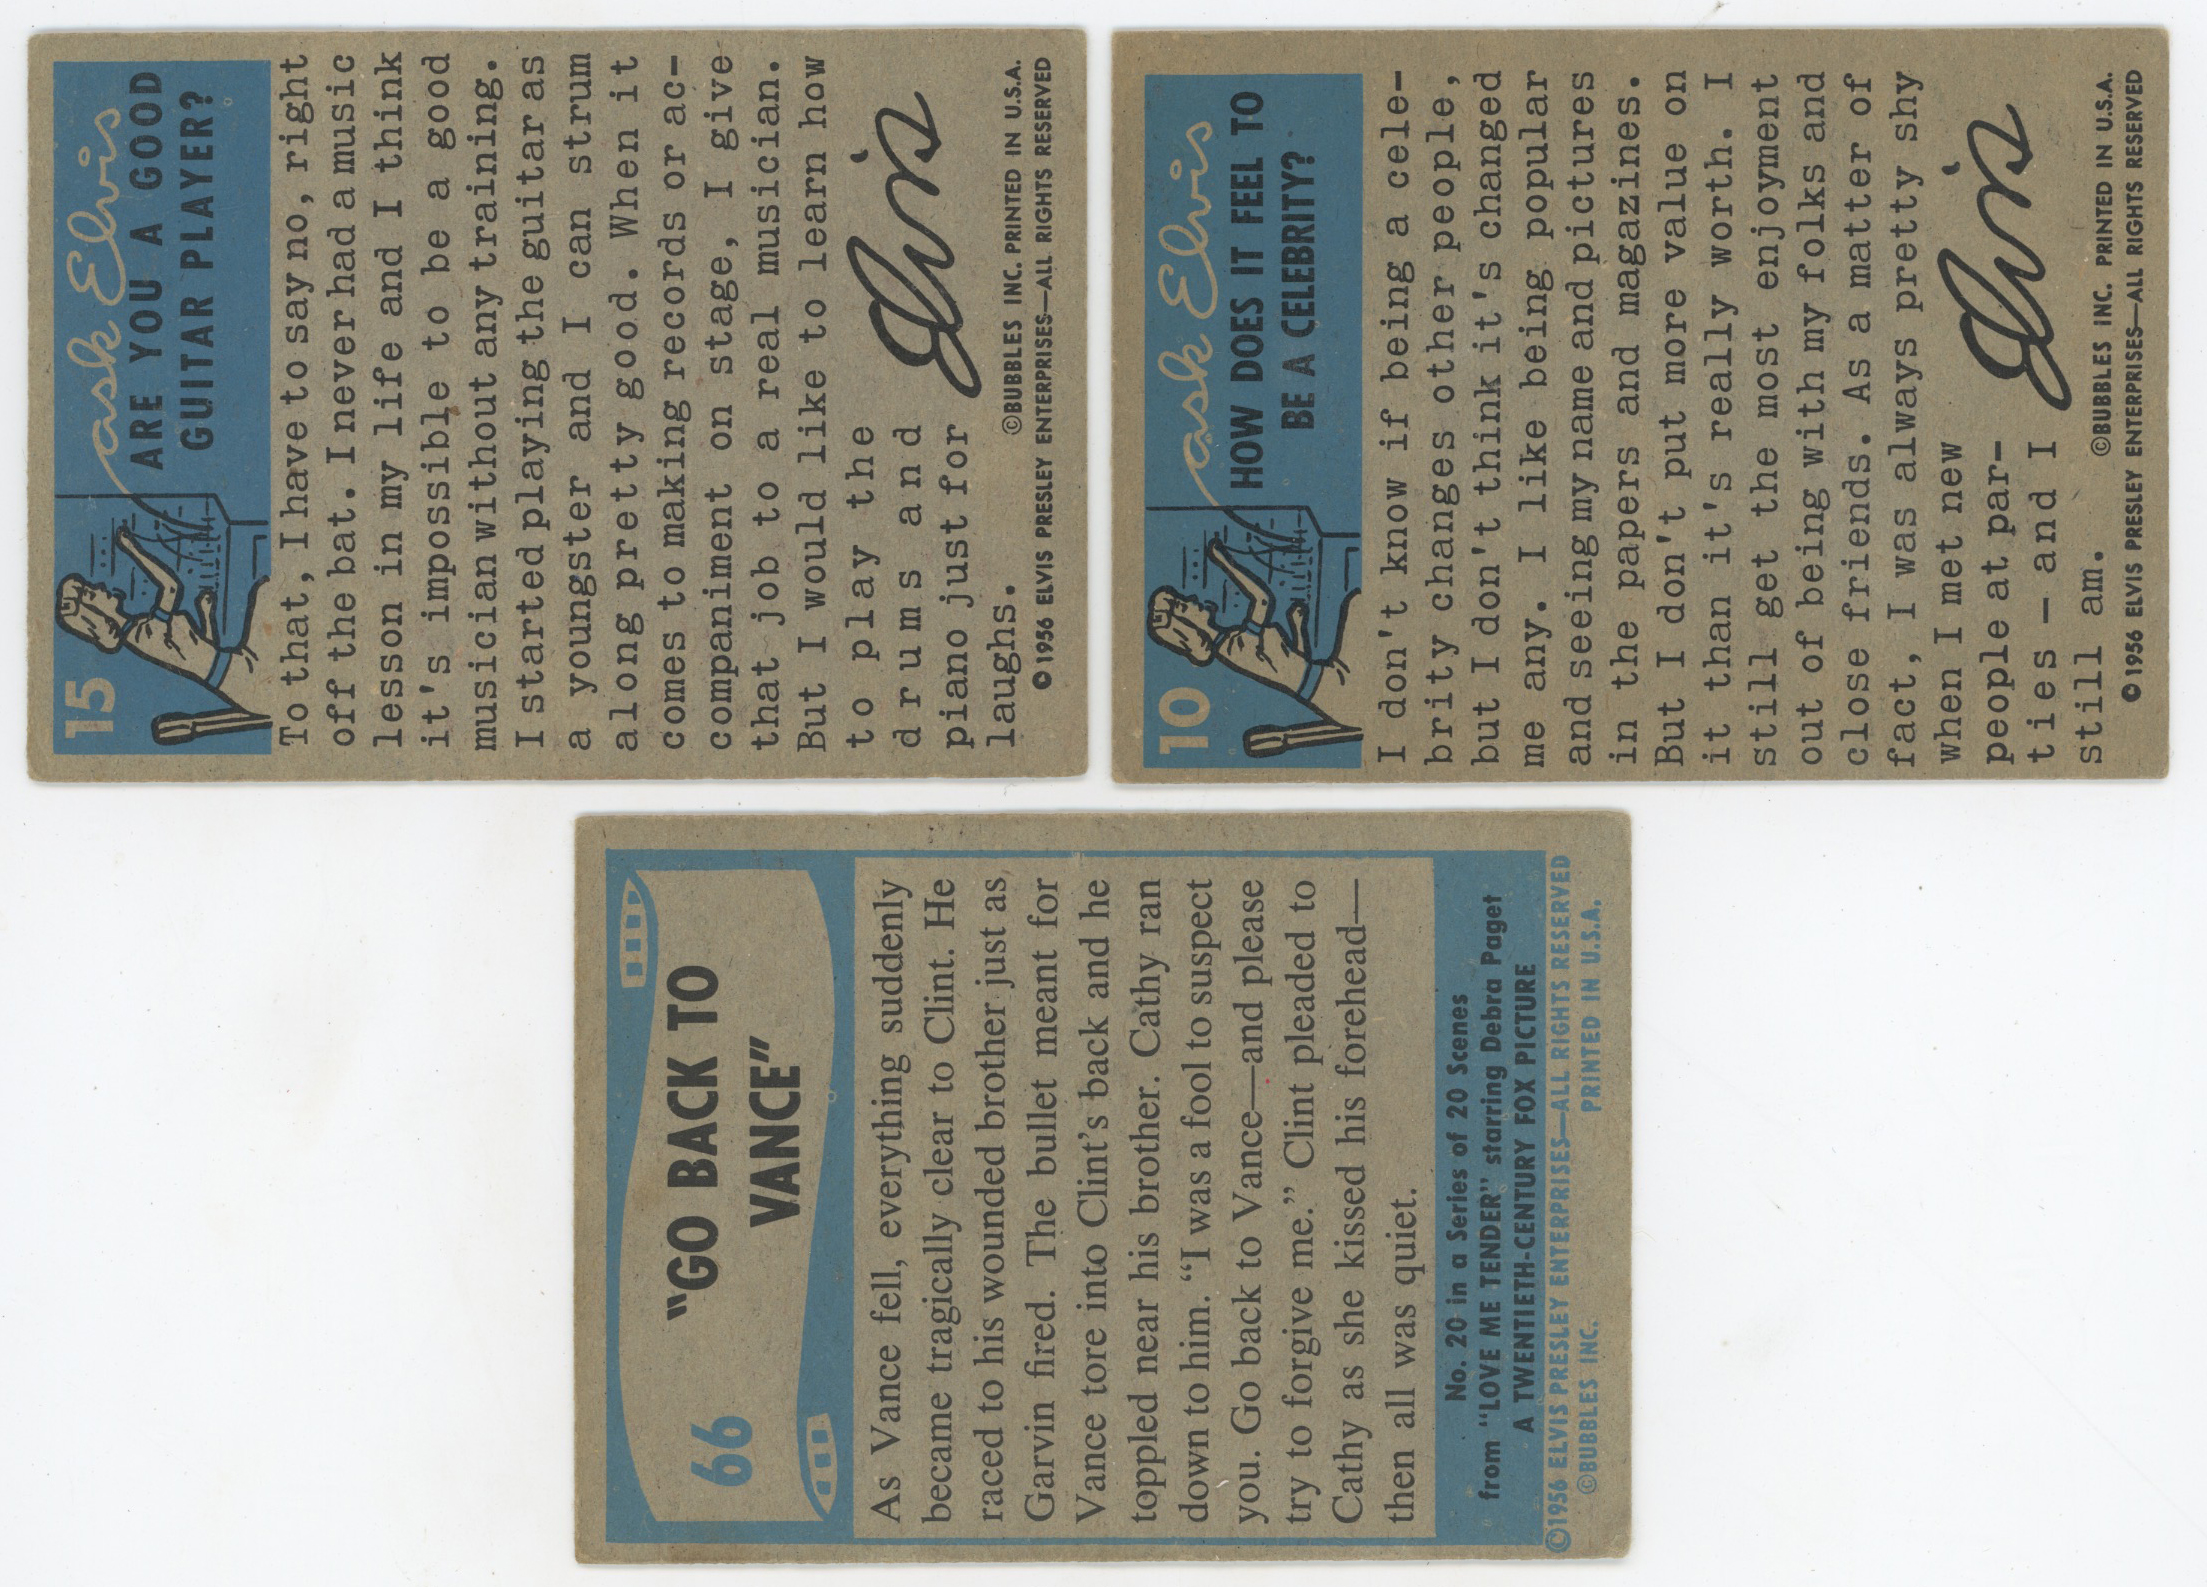 15
ask Elvis
ARE YOU A GOOD
GUITAR PLAYER?
To that, I have to say no, right
off the bat. I never had a music
lesson in my life and I think
it's impossible to be a good
musician without any training.
I started playing the guitar as
a youngster and I can strum
along pretty good. When it
comes to making records or ac-
companiment on stage, I give
that job to a real musician.
But I would like to learn how
to play the
drums and
piano just for
laughs.
Elvis
©BUBBLES INC. PRINTED IN U.S.A.
©1956 ELVIS PRESLEY ENTERPRISES—ALL RIGHTS RESERVED
10
ask Elvis
HOW DOES IT FEEL TO
BE A CELEBRITY?
I don't know if being a cele-
brity changes other people,
but I don't think it's changed
me any. I like being popular
and seeing my name and pictures
in the papers and magazines.
But I don't put more value on
it than it's really worth. I
still get the most enjoyment
out of being with my folks and
close friends. As a matter of
fact, I was always pretty shy
when I met new
people at par-
ties - and I
still am.
Elvis
©BUBBLES INC. PRINTED IN U.S.A.
©1956 ELVIS PRESLEY ENTERPRISES—ALL RIGHTS RESERVED
66
"GO BACK TO
VANCE"
As Vance fell, everything suddenly
became tragically clear to Clint. He
raced to his wounded brother just as
Garvin fired. The bullet meant for
Vance tore into Clint's back and he
toppled near his brother. Cathy ran
down to him. “I was a fool to suspect
you. Go back to Vance—and please
try to forgive me.” Clint pleaded to
Cathy as she kissed his forehead—
then all was quiet.
No. 20 in a Series of 20 Scenes
from "LOVE ME TENDER" starring Debra Paget
A TWENTIETH-CENTURY FOX PICTURE
©1956 ELVIS PRESLEY ENTERPRISES—ALL RIGHTS RESERVED
©BUBBLES INC. PRINTED IN U.S.A.